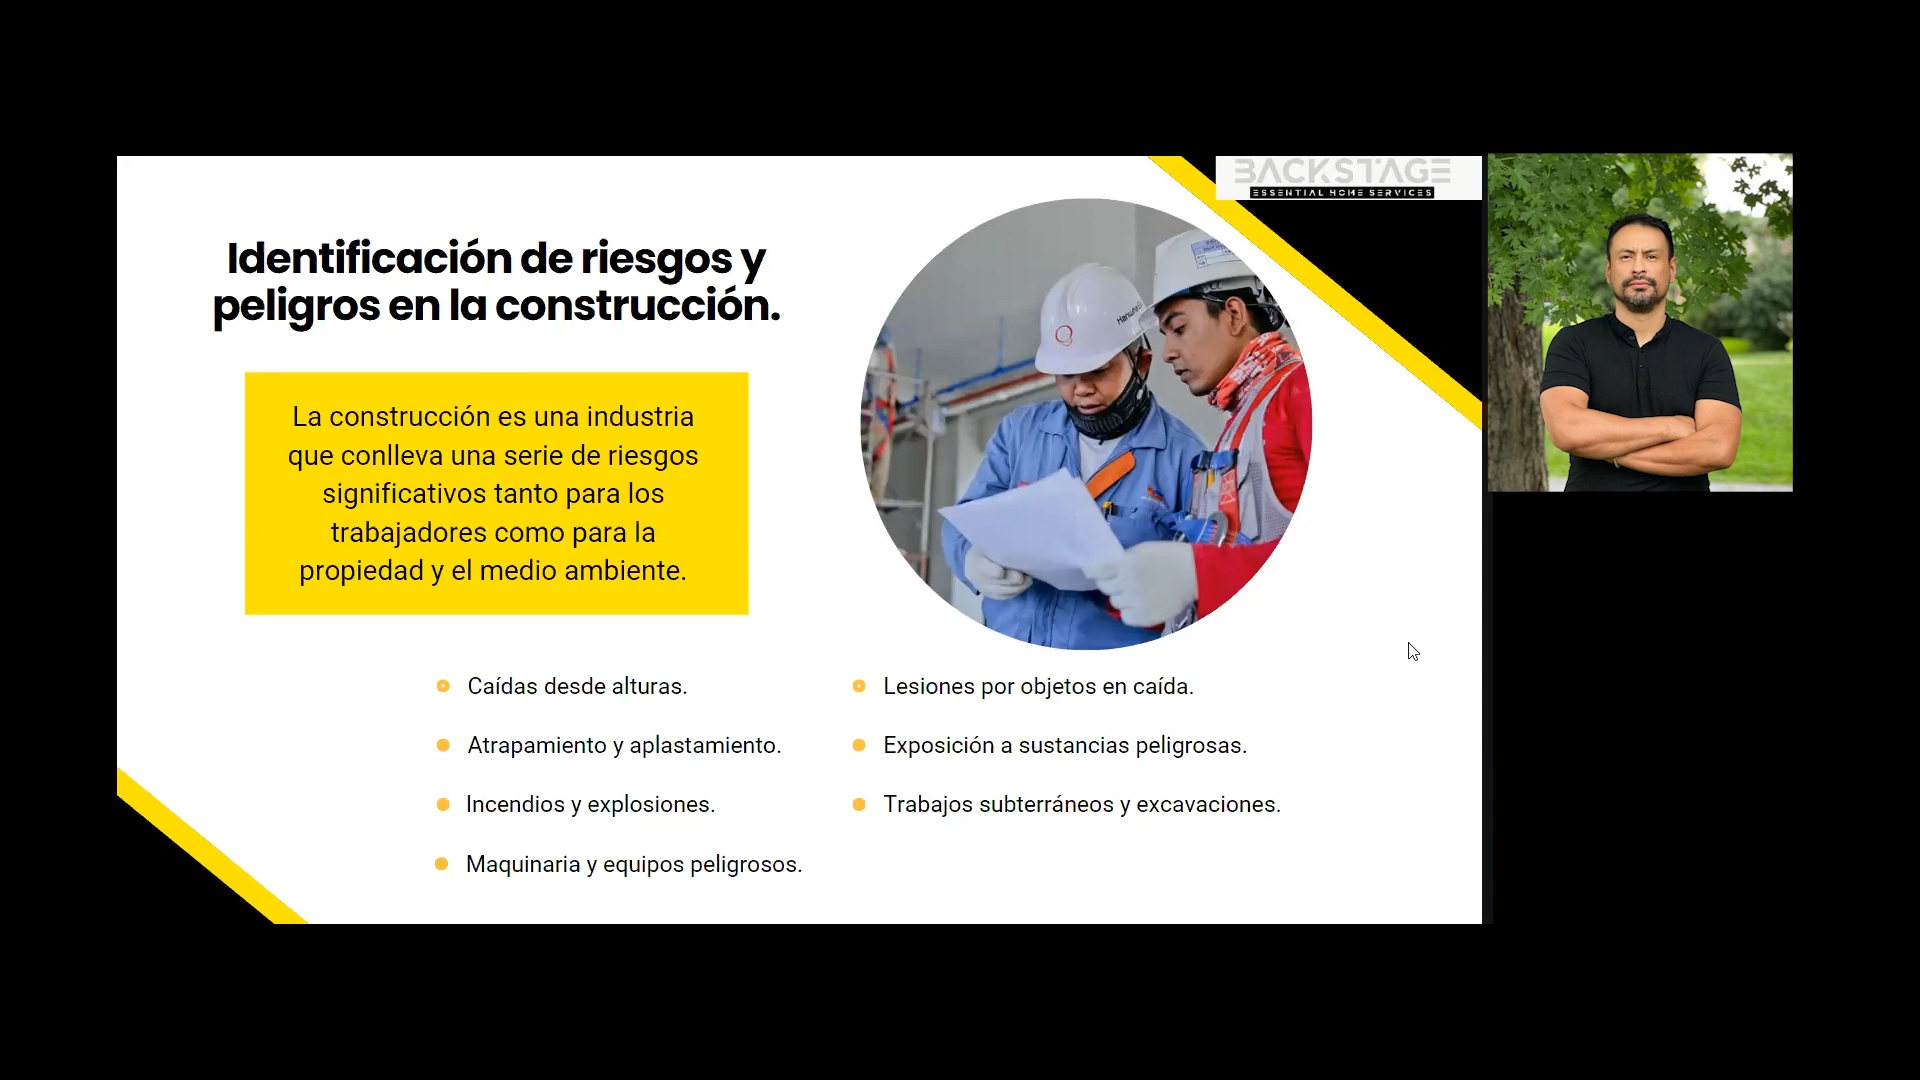 BACKSTAGE
ESSENTIAL HOME SERVICES
Identificación de riesgos y
peligros en la construcción.
La construcción es una industria
que conlleva una serie de riesgos
significativos tanto para los
trabajadores como para la
propiedad y el medio ambiente.
Caídas desde alturas.
Atrapamiento y aplastamiento.
Incendios y explosiones.
Maquinaria y equipos peligrosos.
Lesiones por objetos en caída.
Exposición a sustancias peligrosas.
Trabajos subterráneos y excavaciones.